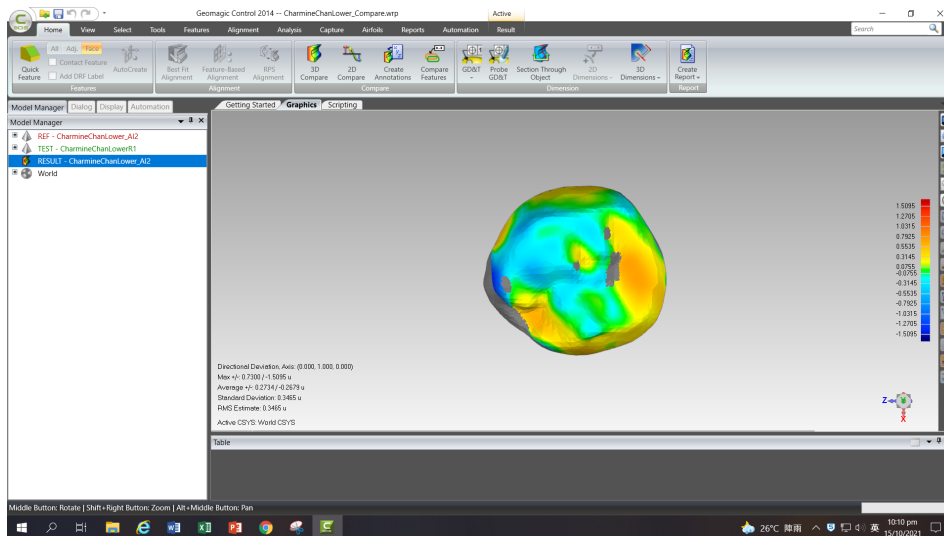 Geomagic Control 2014 -- CharmineChanLower_Compare.wrp
Active
Home View Select Tools Features Alignment Analysis Capture Airfoils Reports Automation Result
Search
All Adj. Face
Contact Feature
Add DRF Label
Quick Feature
AutoCreate
Best Fit Alignment
Feature-Based Alignment
RPS Alignment
3D Compare
2D Compare
Create Annotations
Compare Features
GD&T
Probe GD&T
Section Through Object
2D Dimensions
3D Dimensions
Create Report
Features Alignment Compare Dimension Report
Model Manager Dialog Display Automation
Getting Started Graphics Scripting
Model Manager
REF - CharmineChanLower_AI2
TEST - CharmineChanLowerR1
RESULT - CharmineChanLower_AI2
World
1.5095
1.2705
1.0315
0.7925
0.5535
0.3145
0.0755
-0.0755
-0.3145
-0.5535
-0.7925
-1.0315
-1.2705
-1.5095
Directional Deviation, Axis: (0.000, 1.000, 0.000)
Max +/-: 0.7300 / -1.5095 u
Average +/-: 0.2734 / -0.2679 u
Standard Deviation: 0.3465 u
RMS Estimate: 0.3465 u
Active CSYS: World CSYS
Z
Y
X
Table
Middle Button: Rotate | Shift+Right Button: Zoom | Alt+Middle Button: Pan
26°C 陣雨
英
10:10 pm
15/10/2021